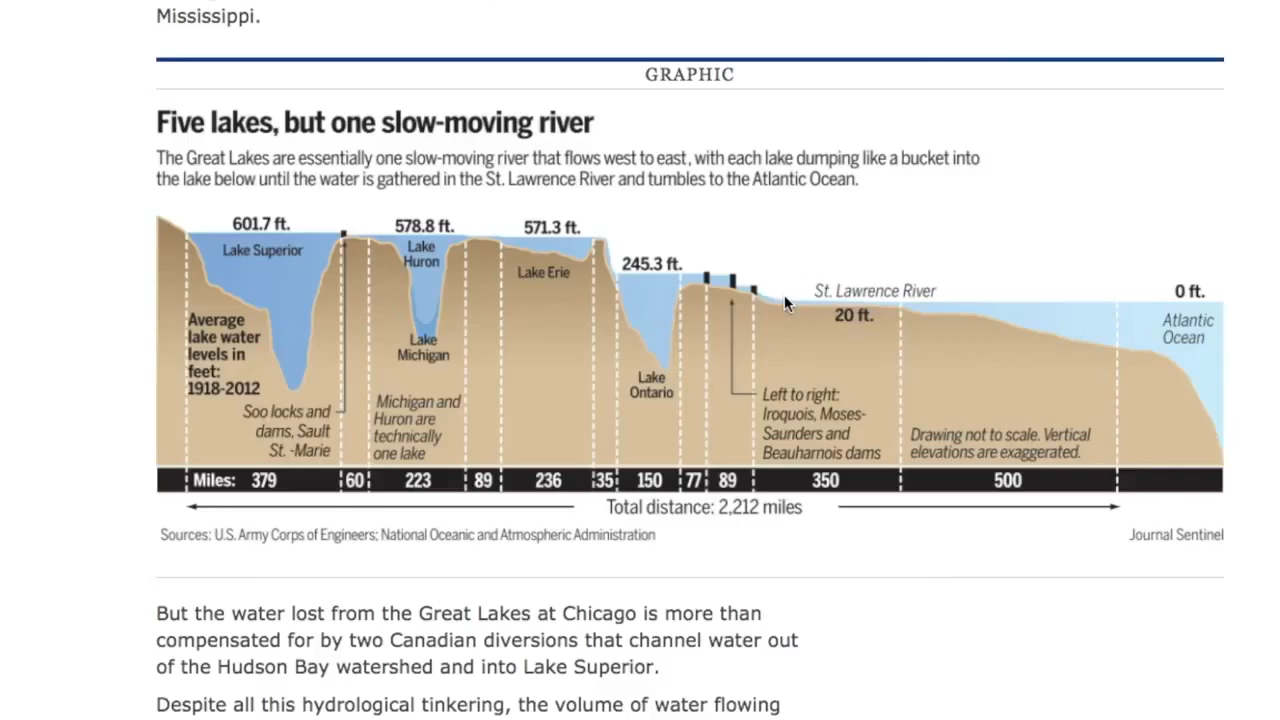 Mississippi.
GRAPHIC
Five lakes, but one slow-moving river
The Great Lakes are essentially one slow-moving river that flows west to east, with each lake dumping like a bucket into
the lake below until the water is gathered in the St. Lawrence River and tumbles to the Atlantic Ocean.
601.7 ft.
Lake Superior
578.8 ft.
Lake
Huron
571.3 ft.
Lake Erie
245.3 ft.
St. Lawrence River
20 ft.
0 ft.
Atlantic
Ocean
Average
lake water
levels in
feet:
1918-2012
Lake
Michigan
Lake
Ontario
Soo locks and
dams, Sault
St. -Marie
Michigan and
Huron are
technically
one lake
Left to right:
Iroquois, Moses-
Saunders and
Beauharnois dams
Drawing not to scale. Vertical
elevations are exaggerated.
Miles: 379 60 223 89 236 35 150 77 89 350 500
Total distance: 2,212 miles
Sources: U.S. Army Corps of Engineers; National Oceanic and Atmospheric Administration
Journal Sentinel
But the water lost from the Great Lakes at Chicago is more than
compensated for by two Canadian diversions that channel water out
of the Hudson Bay watershed and into Lake Superior.
Despite all this hydrological tinkering, the volume of water flowing